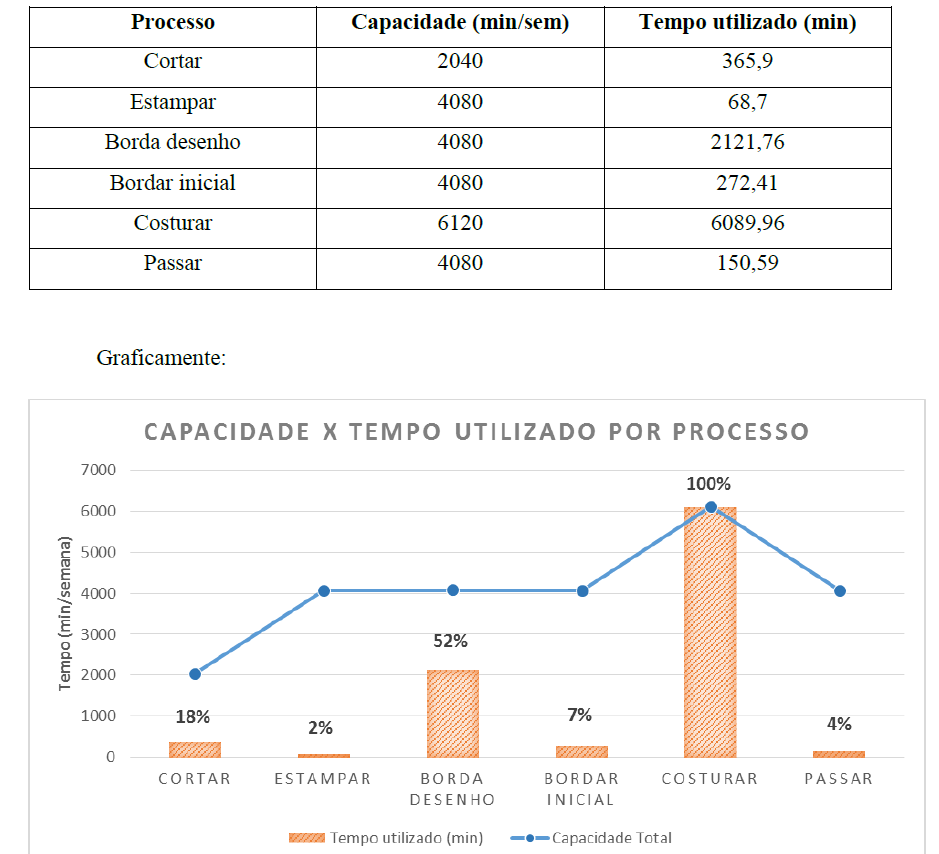 Processo Capacidade (min/sem) Tempo utilizado (min)
Cortar 2040 365,9
Estampar 4080 68,7
Borda desenho 4080 2121,76
Bordar inicial 4080 272,41
Costurar 6120 6089,96
Passar 4080 150,59
Graficamente:
CAPACIDADE X TEMPO UTILIZADO POR PROCESSO
Tempo (min/semana)
7000
6000
5000
4000
3000
2000
1000
0
18%
2%
52%
7%
100%
4%
CORTAR ESTAMPAR BORDA BORDAR COSTURAR PASSAR
DESENHO INICIAL
Tempo utilizado (min) Capacidade Total